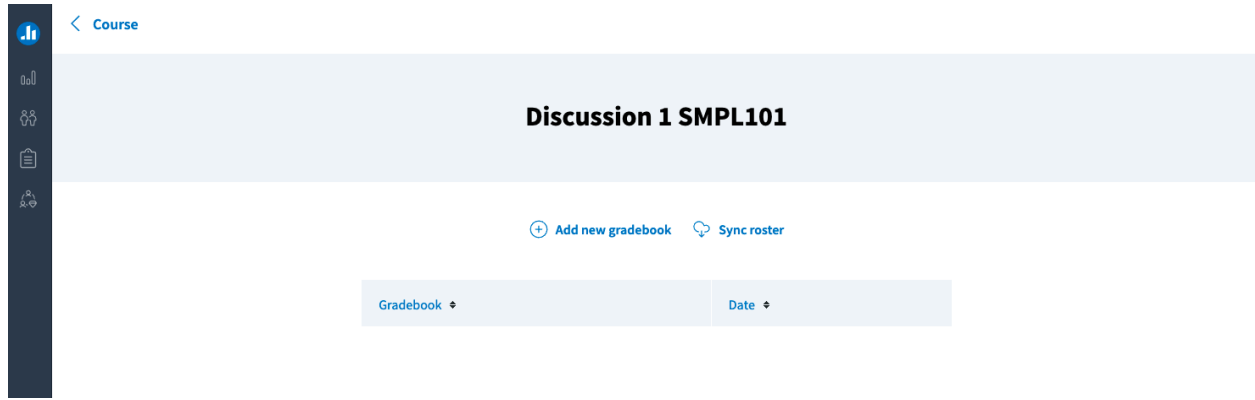 Course
Discussion 1 SMPL101
Add new gradebook Sync roster
Gradebook Date